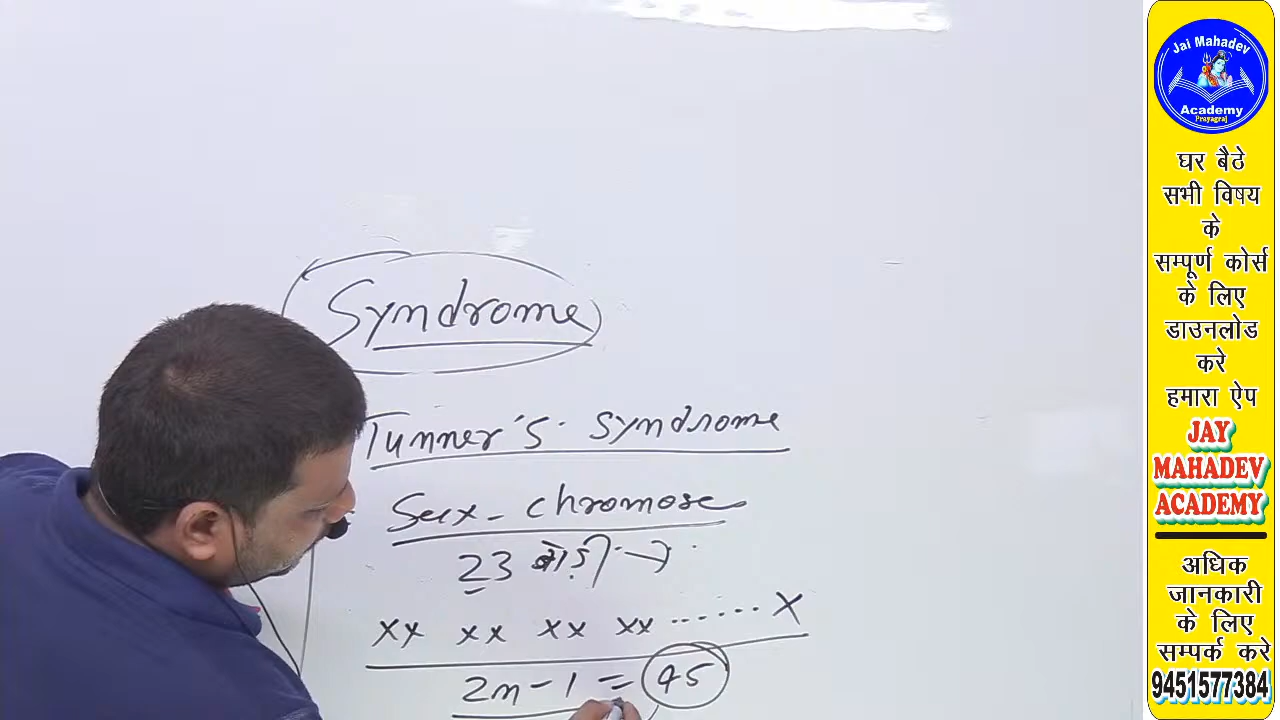 Syndrome
Tunner's. Syndrome
Sex- chromose
23 जोड़ी →
xx xx xx xx ....... X
2n-1 = 45
Jai Mahadev
Academy
Prayagraj
घर बैठे
सभी विषय
के
सम्पूर्ण कोर्स
के लिए
डाउनलोड
करे
हमारा ऐप
JAY
MAHADEV
ACADEMY
अधिक
जानकारी
के लिए
सम्पर्क करे
9451577384